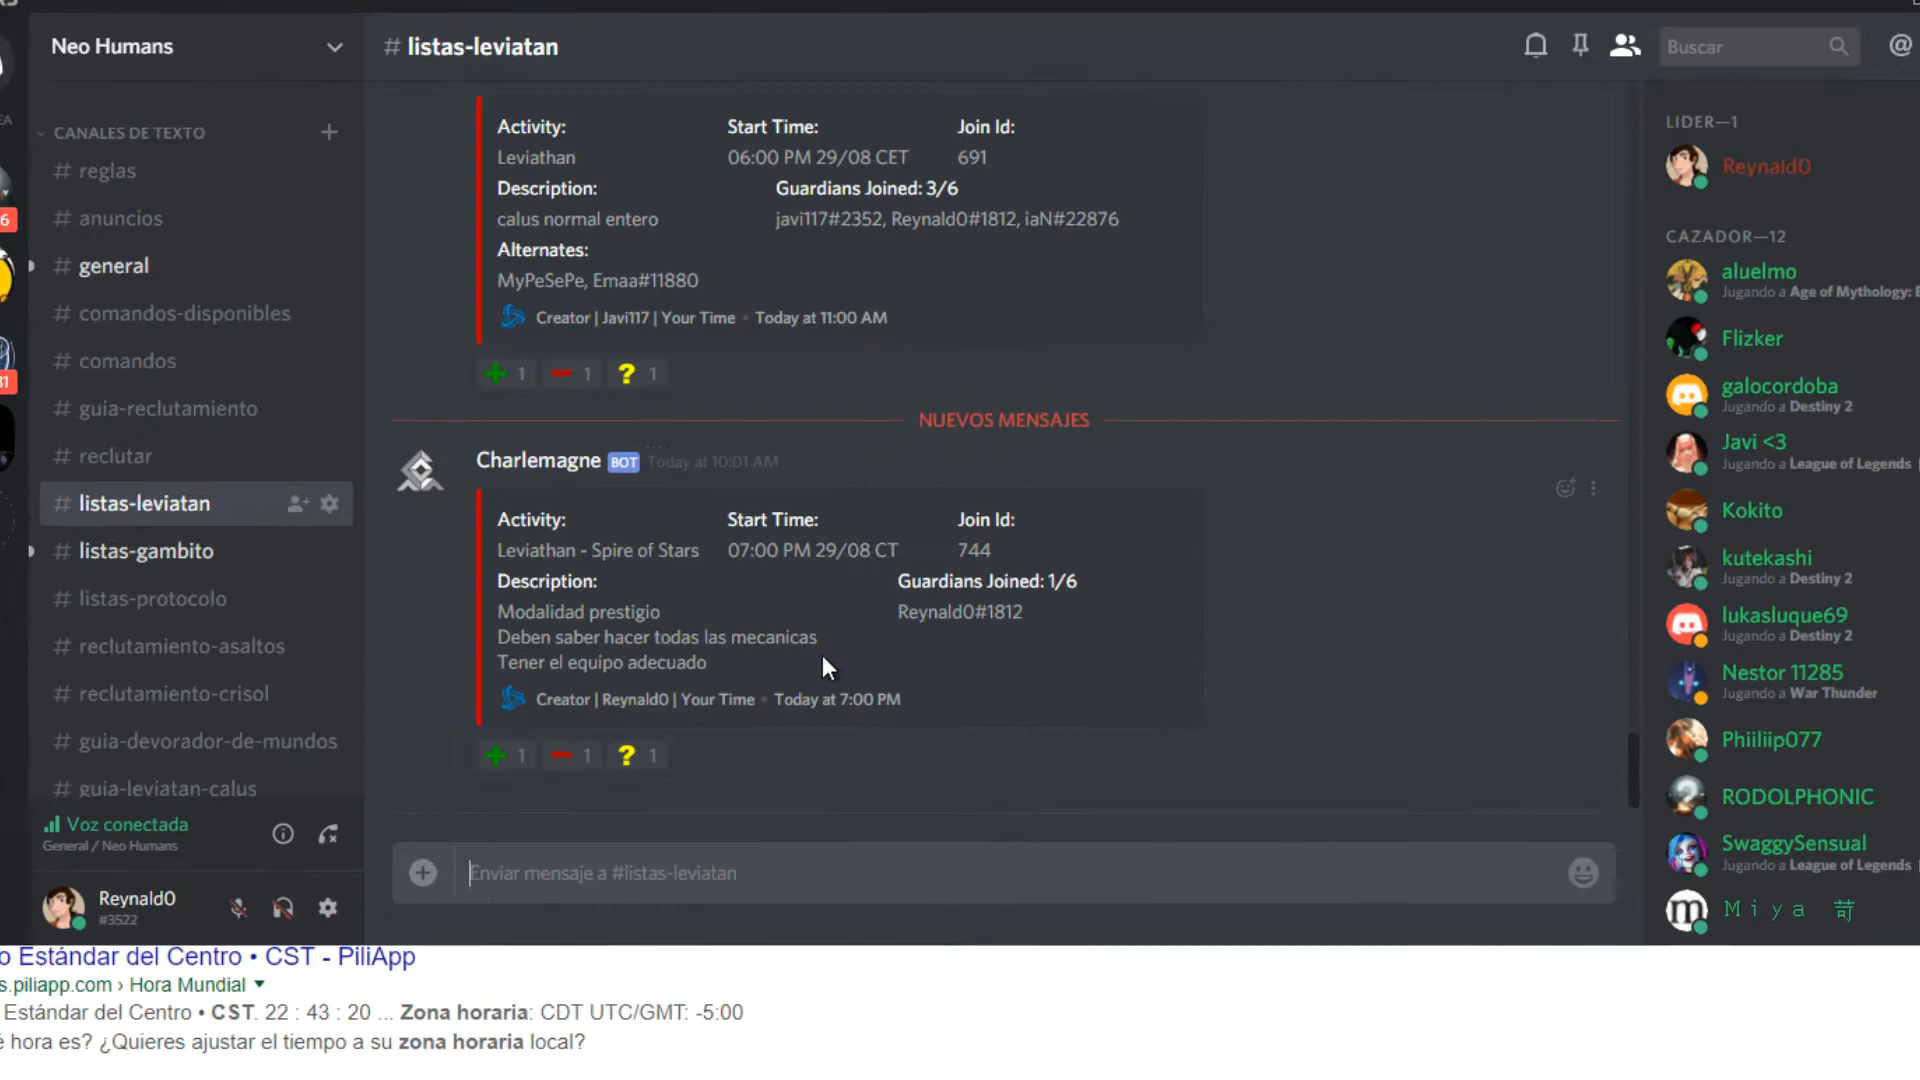 Neo Humans
# listas-leviatan
Buscar
@
CANALES DE TEXTO
# reglas
# anuncios
# general
# comandos-disponibles
# comandos
# guia-reclutamiento
# reclutar
# listas-leviatan
# listas-gambito
# listas-protocolo
# reclutamiento-asaltos
# reclutamiento-crisol
# guia-devorador-de-mundos
# guia-leviatan-calus
Voz conectada
General / Neo Humans
Reynald0
#3522
Activity: Start Time: Join Id:
Leviathan 06:00 PM 29/08 CET 691
Description: Guardians Joined: 3/6
calus normal entero javi117#2352, Reynald0#1812, iaN#22876
Alternates:
MyPeSePe, Emaa#11880
Creator | Javi117 | Your Time • Today at 11:00 AM
1 1 ? 1
NUEVOS MENSAJES
Charlemagne BOT Today at 10:01 AM
Activity: Start Time: Join Id:
Leviathan - Spire of Stars 07:00 PM 29/08 CT 744
Description: Guardians Joined: 1/6
Modalidad prestigio Reynald0#1812
Deben saber hacer todas las mecanicas
Tener el equipo adecuado
Creator | Reynald0 | Your Time • Today at 7:00 PM
1 1 ? 1
Enviar mensaje a #listas-leviatan
LIDER—1
Reynald0
CAZADOR—12
aluelmo
Jugando a Age of Mythology:
Flizker
galocordoba
Jugando a Destiny 2
Javi <3
Jugando a League of Legends
Kokito
kutekashi
Jugando a Destiny 2
lukasluque69
Jugando a Destiny 2
Nestor 11285
Jugando a War Thunder
Phiiliip077
RODOLPHONIC
SwaggySensual
Jugando a League of Legends
Miya 苛
o Estándar del Centro • CST - PiliApp
s.piliapp.com › Hora Mundial
Estándar del Centro • CST. 22 : 43 : 20 ... Zona horaria: CDT UTC/GMT: -5:00
é hora es? ¿Quieres ajustar el tiempo a su zona horaria local?